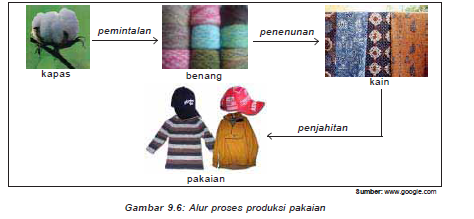 pemintalan
penenunan
kapas
benang
kain
penjahitan
pakaian
Sumber: www.google.com
Gambar 9.6: Alur proses produksi pakaian